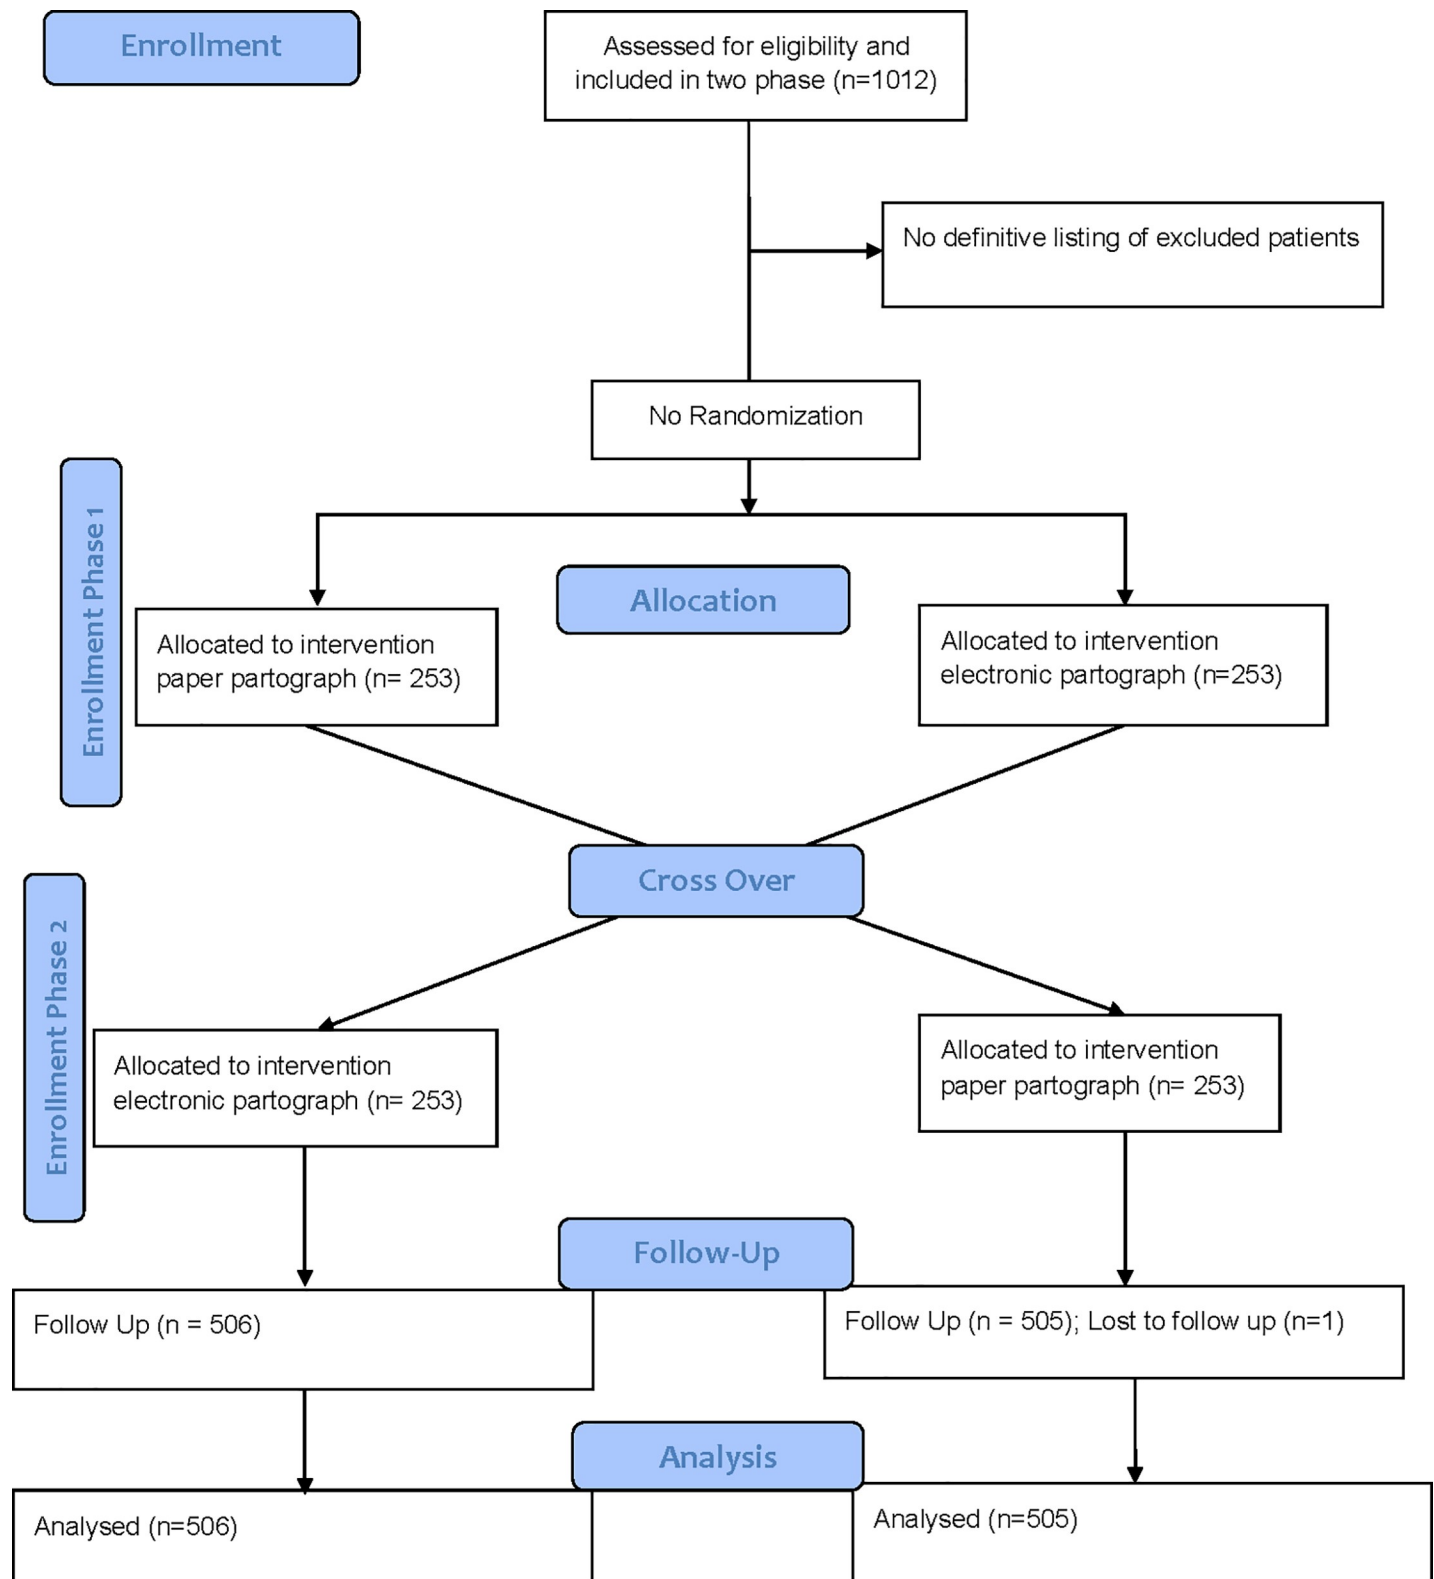 Enrollment
Assessed for eligibility and
included in two phase (n=1012)
No definitive listing of excluded patients
No Randomization
Enrollment Phase 1
Allocation
Allocated to intervention
paper partograph (n= 253)
Allocated to intervention
electronic partograph (n=253)
Cross Over
Enrollment Phase 2
Allocated to intervention
electronic partograph (n= 253)
Allocated to intervention
paper partograph (n= 253)
Follow-Up
Follow Up (n = 506)
Follow Up (n = 505); Lost to follow up (n=1)
Analysis
Analysed (n=506)
Analysed (n=505)